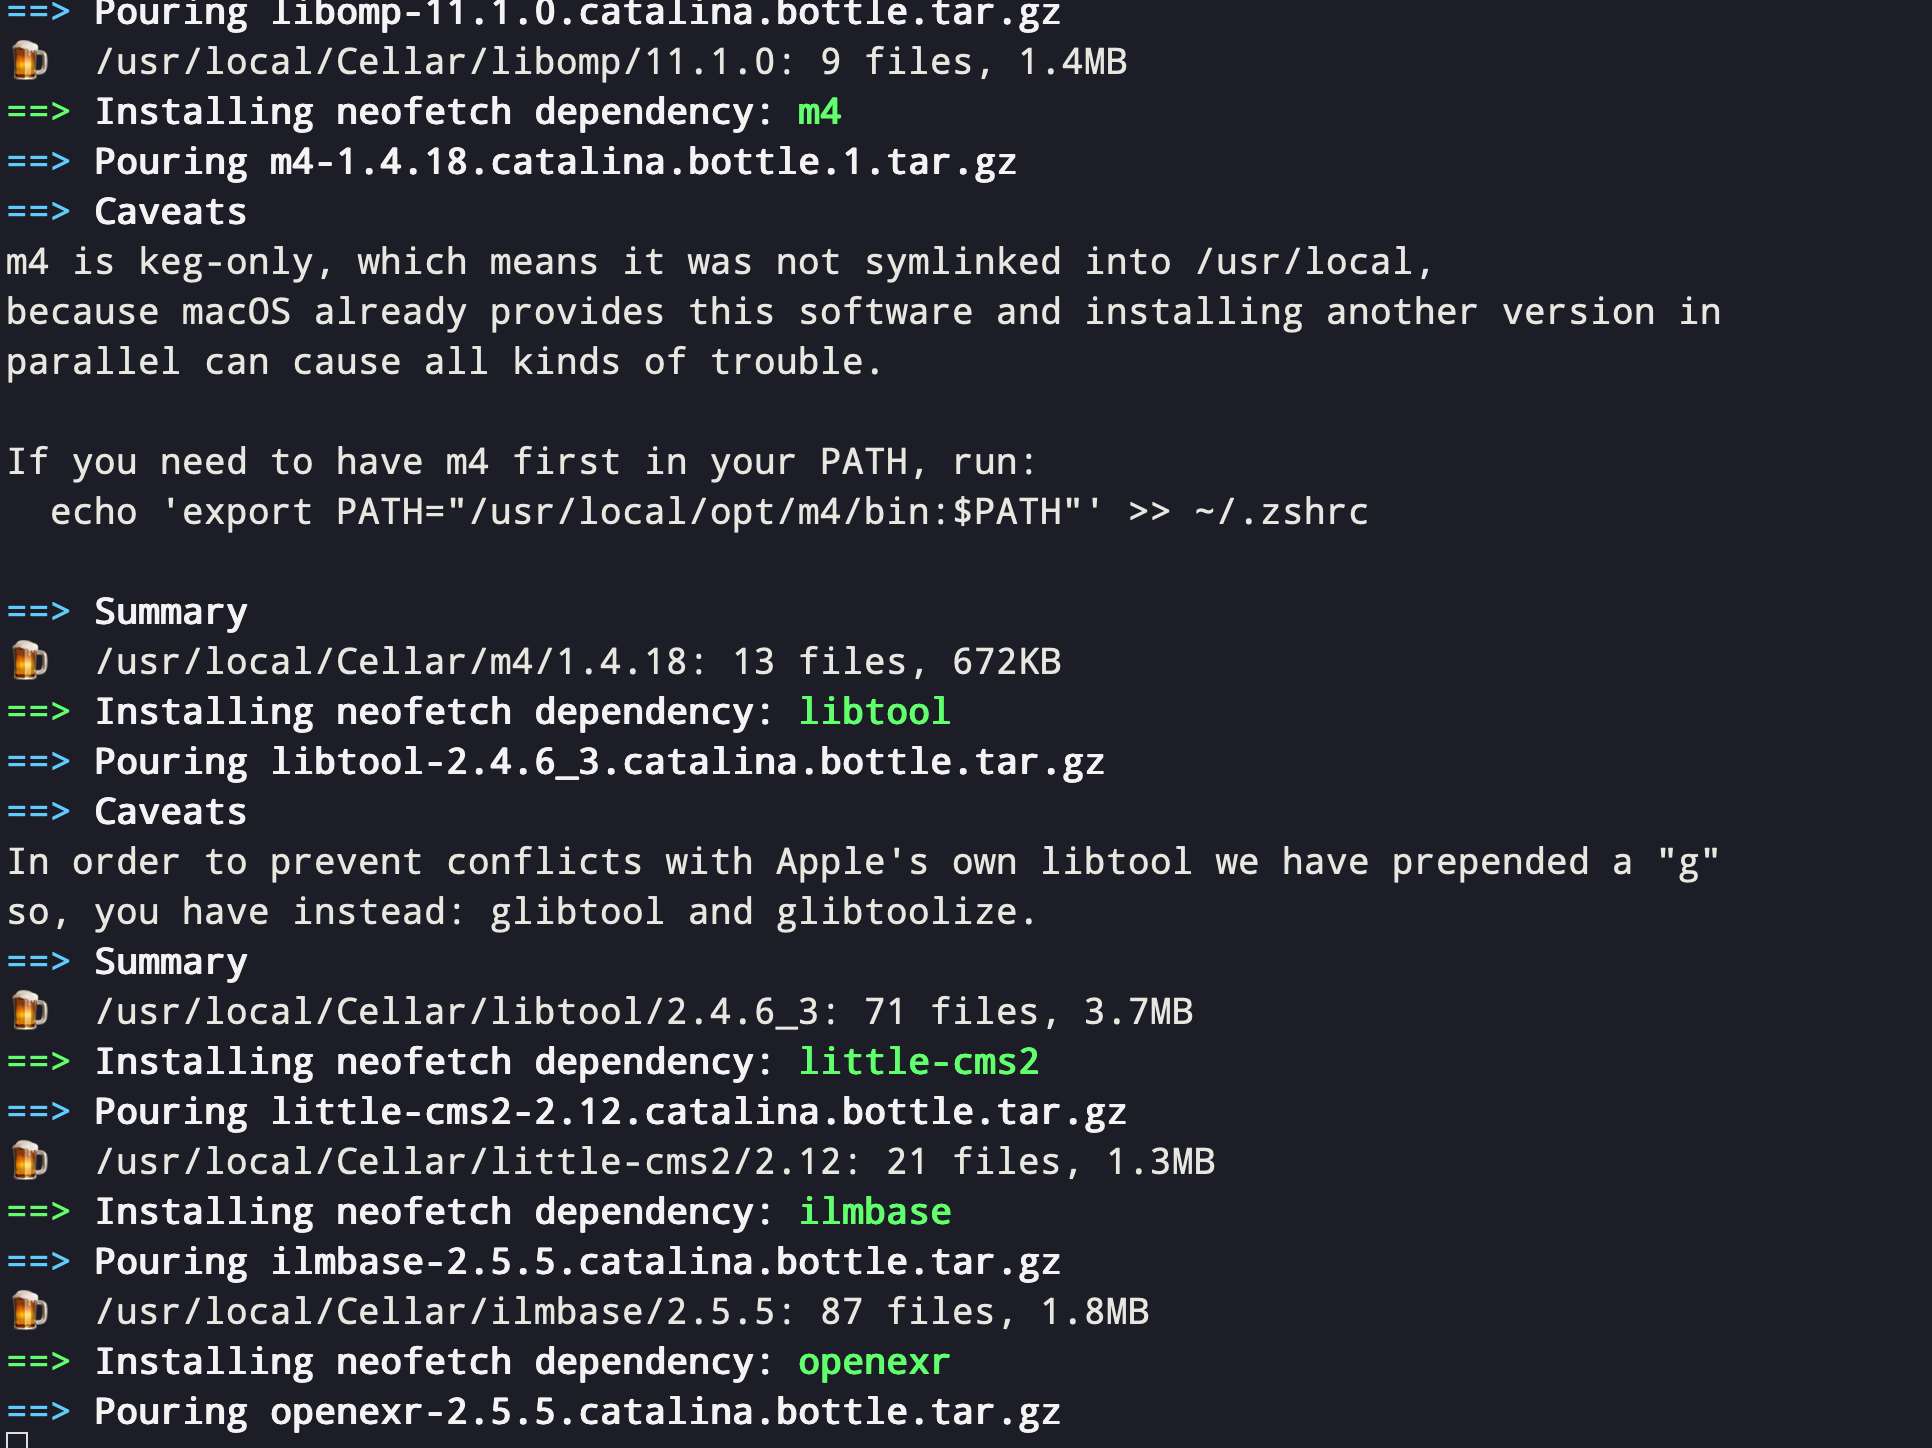 ==> Pouring libomp-11.1.0.catalina.bottle.tar.gz
🍺  /usr/local/Cellar/libomp/11.1.0: 9 files, 1.4MB
==> Installing neofetch dependency: m4
==> Pouring m4-1.4.18.catalina.bottle.1.tar.gz
==> Caveats
m4 is keg-only, which means it was not symlinked into /usr/local,
because macOS already provides this software and installing another version in
parallel can cause all kinds of trouble.

If you need to have m4 first in your PATH, run:
  echo 'export PATH="/usr/local/opt/m4/bin:$PATH"' >> ~/.zshrc

==> Summary
🍺  /usr/local/Cellar/m4/1.4.18: 13 files, 672KB
==> Installing neofetch dependency: libtool
==> Pouring libtool-2.4.6_3.catalina.bottle.tar.gz
==> Caveats
In order to prevent conflicts with Apple's own libtool we have prepended a "g"
so, you have instead: glibtool and glibtoolize.
==> Summary
🍺  /usr/local/Cellar/libtool/2.4.6_3: 71 files, 3.7MB
==> Installing neofetch dependency: little-cms2
==> Pouring little-cms2-2.12.catalina.bottle.tar.gz
🍺  /usr/local/Cellar/little-cms2/2.12: 21 files, 1.3MB
==> Installing neofetch dependency: ilmbase
==> Pouring ilmbase-2.5.5.catalina.bottle.tar.gz
🍺  /usr/local/Cellar/ilmbase/2.5.5: 87 files, 1.8MB
==> Installing neofetch dependency: openexr
==> Pouring openexr-2.5.5.catalina.bottle.tar.gz